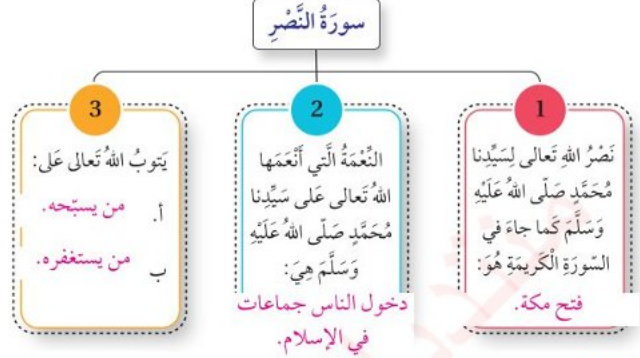 سورَةُ النَّصْرِ
1
نَصْرُ اللهِ تَعالى لِسَيِّدِنا
مُحَمَّدٍ صَلّى اللهُ عَلَيْهِ
وَسَلَّمَ كَما جاءَ في
السّورَةِ الْكَريمَةِ هُوَ:
فتح مكة.
2
النِّعْمَةُ الَّتي أَنْعَمَها
اللهُ تَعالى عَلى سَيِّدِنا
مُحَمَّدٍ صَلّى اللهُ عَلَيْهِ
وَسَلَّمَ هِيَ:
دخول الناس جماعات
في الإسلام.
3
يَتوبُ اللهُ تَعالى عَلى:
أ. من يسبّحه.
ب من يستغفره.